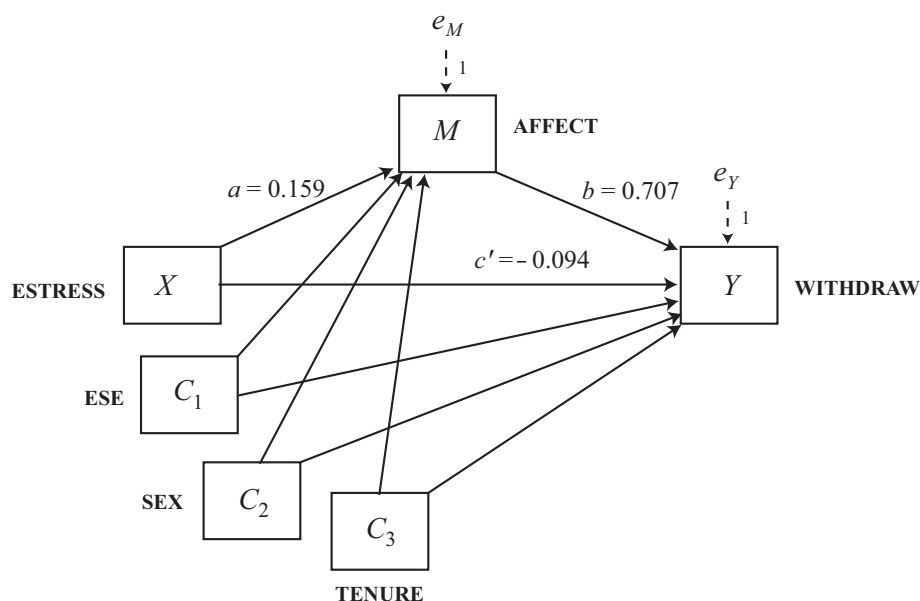 e_M
1
M
AFFECT
a = 0.159
b = 0.707
e_Y
1
ESTRESS
X
c′ = – 0.094
Y
WITHDRAW
ESE
C_1
SEX
C_2
C_3
TENURE